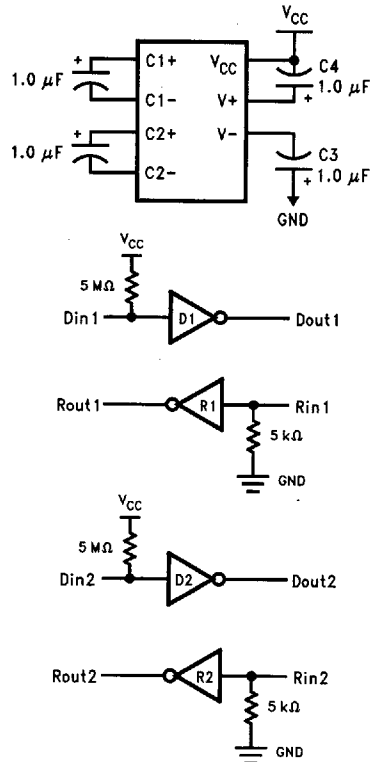 VCC
C1+
VCC
C4
1.0 μF
C1-
V+
1.0 μF
C2+
V-
1.0 μF
C2-
C3
1.0 μF
GND
VCC
5 MΩ
Din1
D1
Dout1
Rout1
R1
Rin1
5 kΩ
GND
VCC
5 MΩ
Din2
D2
Dout2
Rout2
R2
Rin2
5 kΩ
GND